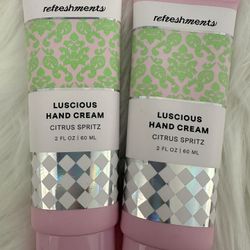 refreshments
LUSCIOUS
HAND CREAM
CITRUS SPRITZ
2 FL OZ | 60 ML
refreshments
LUSCIOUS
HAND CREAM
CITRUS SPRITZ
2 FL OZ | 60 ML